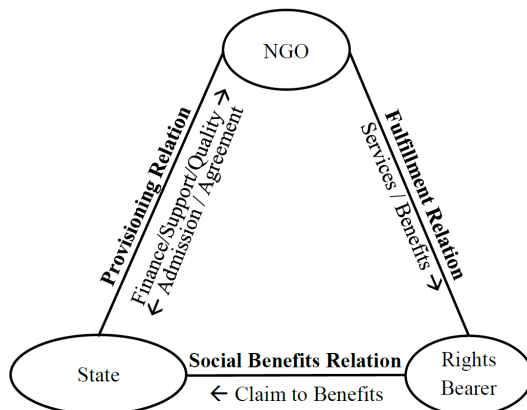 NGO
Provisioning Relation
Finance/Support/Quality →
← Admission / Agreement
Fulfillment Relation
Services / Benefits →
State
Social Benefits Relation
← Claim to Benefits
Rights
Bearer